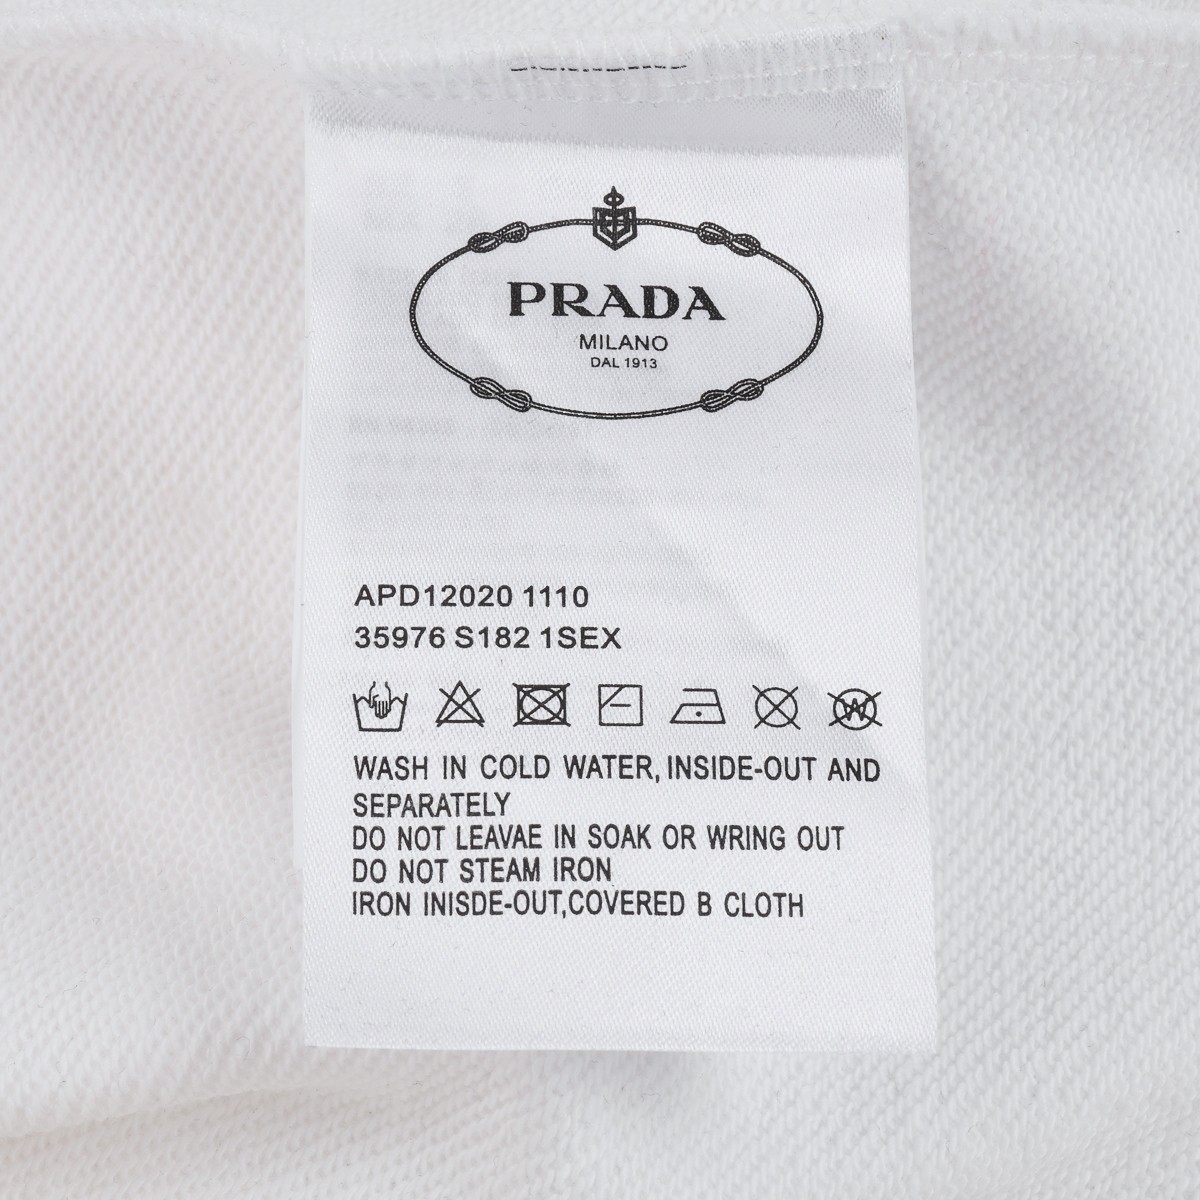 PRADA
MILANO
DAL 1913
APD12020 1110
35976 S182 1SEX
WASH IN COLD WATER, INSIDE-OUT AND
SEPARATELY
DO NOT LEAVAE IN SOAK OR WRING OUT
DO NOT STEAM IRON
IRON INISDE-OUT,COVERED B CLOTH